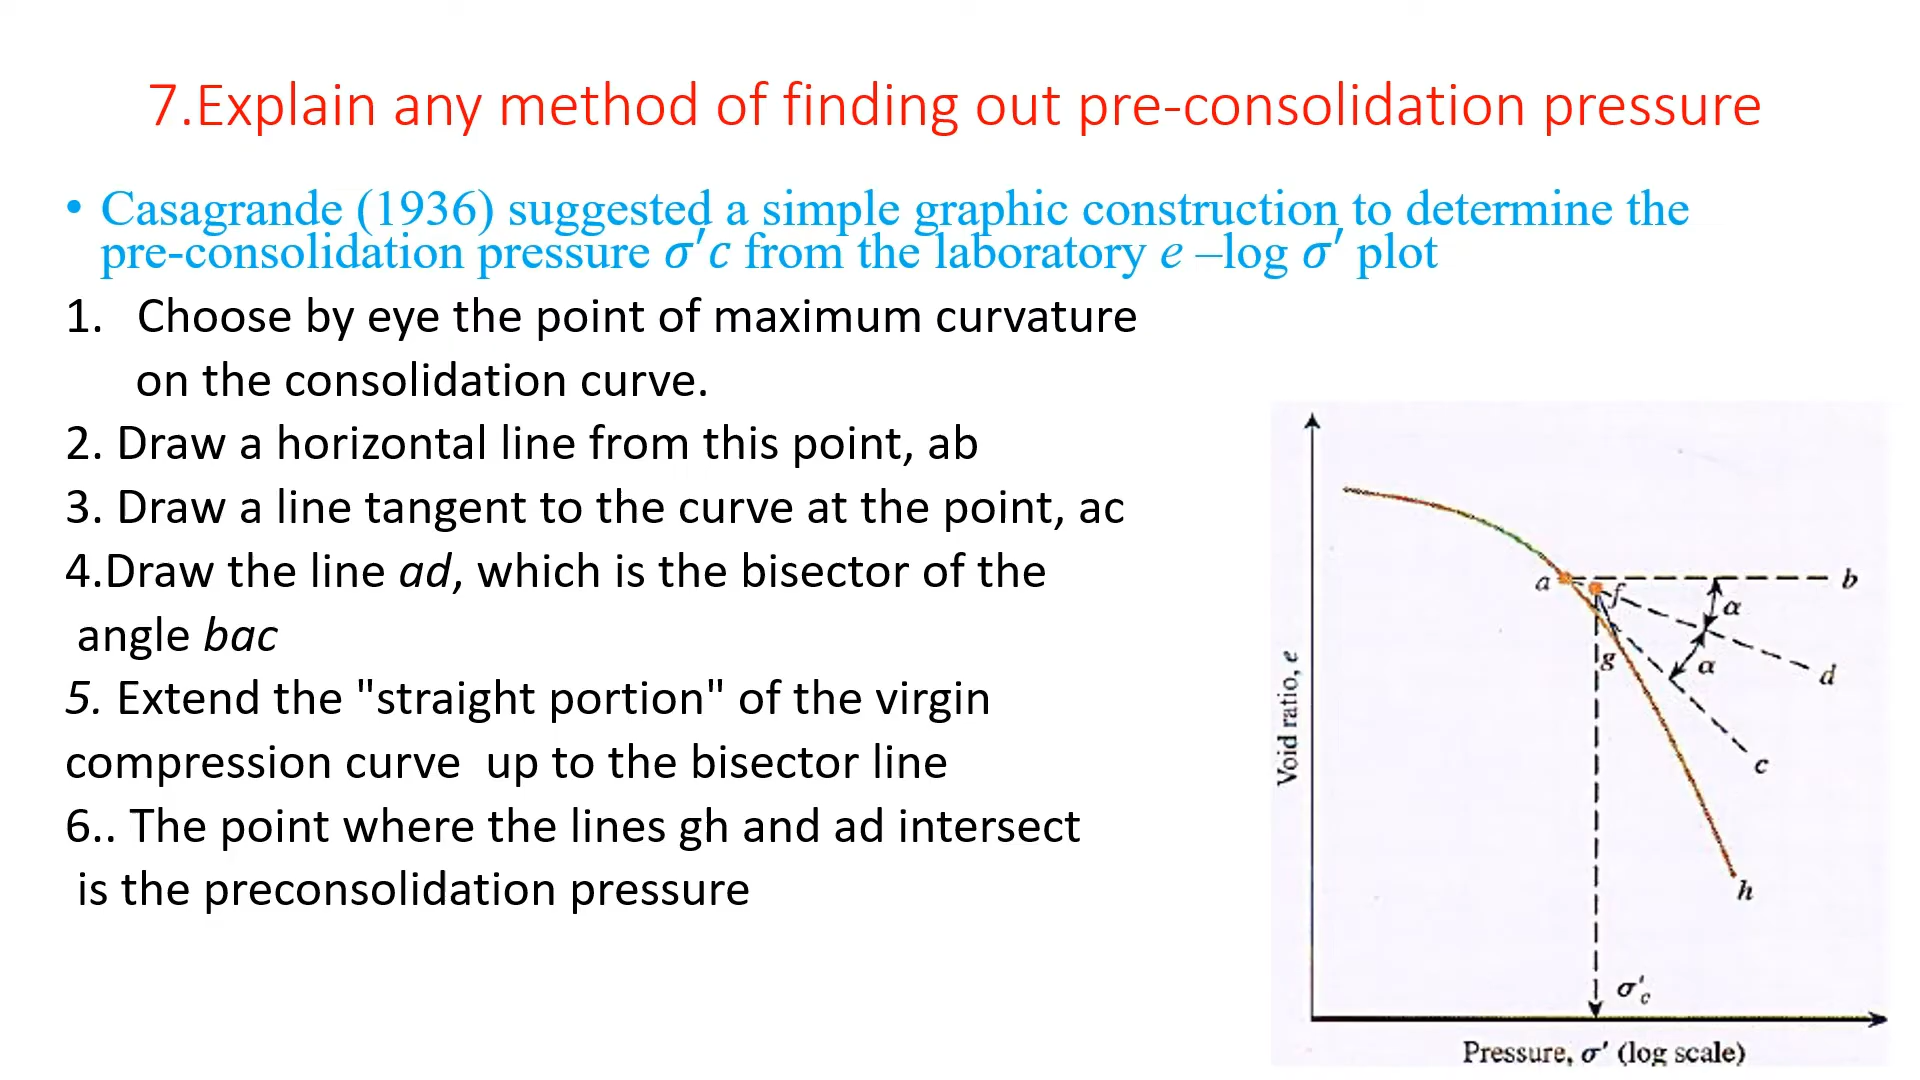 7.Explain any method of finding out pre-consolidation pressure
• Casagrande (1936) suggested a simple graphic construction to determine the
pre-consolidation pressure σ′c from the laboratory e –log σ′ plot
1. Choose by eye the point of maximum curvature
on the consolidation curve.
2. Draw a horizontal line from this point, ab
3. Draw a line tangent to the curve at the point, ac
4.Draw the line ad, which is the bisector of the
angle bac
5. Extend the "straight portion" of the virgin
compression curve up to the bisector line
6.. The point where the lines gh and ad intersect
is the preconsolidation pressure
a
b
f
α
g
α
d
c
h
Void ratio, e
σ′c
Pressure, σ′ (log scale)